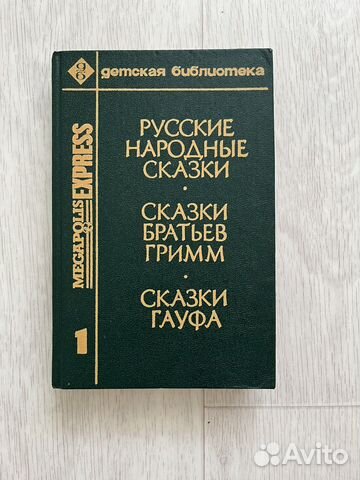 детская библиотека
РУССКИЕ
НАРОДНЫЕ
СКАЗКИ
СКАЗКИ
БРАТЬЕВ
ГРИММ
СКАЗКИ
ГАУФА
MEGAPOLIS
EXPRESS
1
Avito